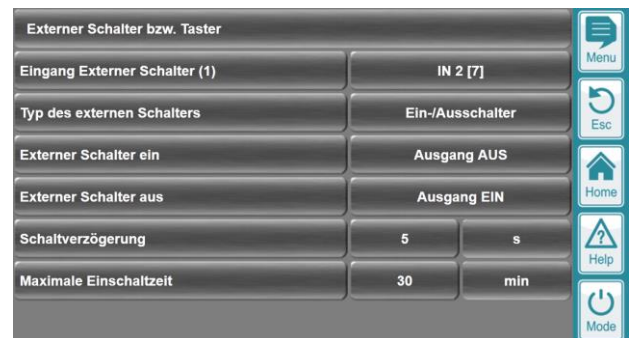 Externer Schalter bzw. Taster
Eingang Externer Schalter (1) IN 2 [7]
Typ des externen Schalters Ein-/Ausschalter
Externer Schalter ein Ausgang AUS
Externer Schalter aus Ausgang EIN
Schaltverzögerung 5 s
Maximale Einschaltzeit 30 min
Menu
Esc
Home
?
Help
Mode